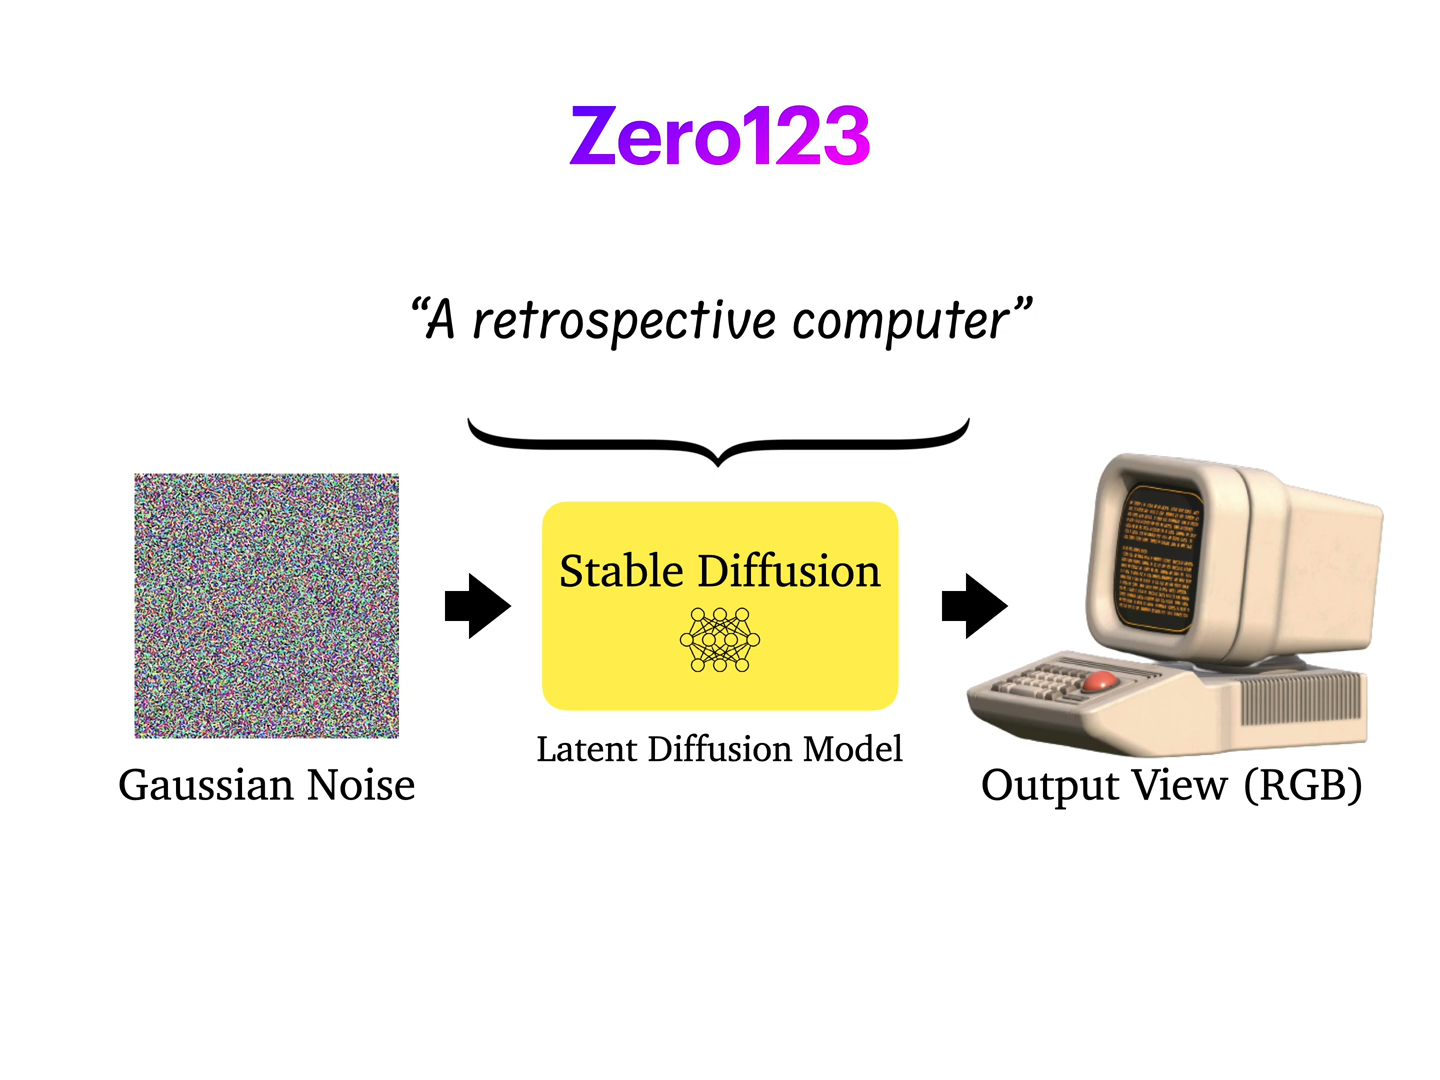 Zero123
“A retrospective computer”
Stable Diffusion
Latent Diffusion Model
Gaussian Noise
Output View (RGB)